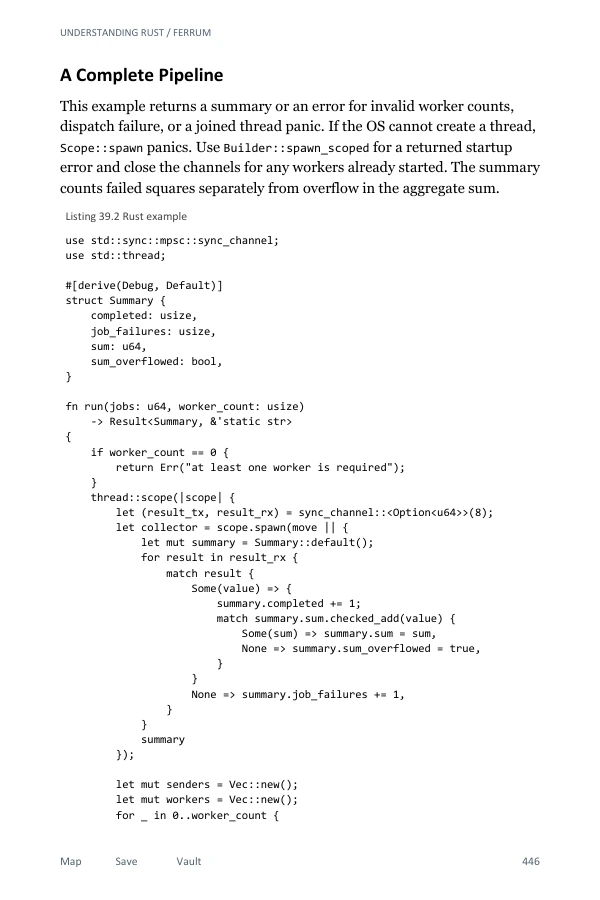 UNDERSTANDING RUST / FERRUM
A Complete Pipeline
This example returns a summary or an error for invalid worker counts,
dispatch failure, or a joined thread panic. If the OS cannot create a thread,
Scope::spawn panics. Use Builder::spawn_scoped for a returned startup
error and close the channels for any workers already started. The summary
counts failed squares separately from overflow in the aggregate sum.
Listing 39.2 Rust example
use std::sync::mpsc::sync_channel;
use std::thread;

#[derive(Debug, Default)]
struct Summary {
    completed: usize,
    job_failures: usize,
    sum: u64,
    sum_overflowed: bool,
}

fn run(jobs: u64, worker_count: usize)
    -> Result<Summary, &'static str>
{
    if worker_count == 0 {
        return Err("at least one worker is required");
    }
    thread::scope(|scope| {
        let (result_tx, result_rx) = sync_channel::<Option<u64>>(8);
        let collector = scope.spawn(move || {
            let mut summary = Summary::default();
            for result in result_rx {
                match result {
                    Some(value) => {
                        summary.completed += 1;
                        match summary.sum.checked_add(value) {
                            Some(sum) => summary.sum = sum,
                            None => summary.sum_overflowed = true,
                        }
                    }
                    None => summary.job_failures += 1,
                }
            }
            summary
        });

        let mut senders = Vec::new();
        let mut workers = Vec::new();
        for _ in 0..worker_count {
Map Save Vault 446